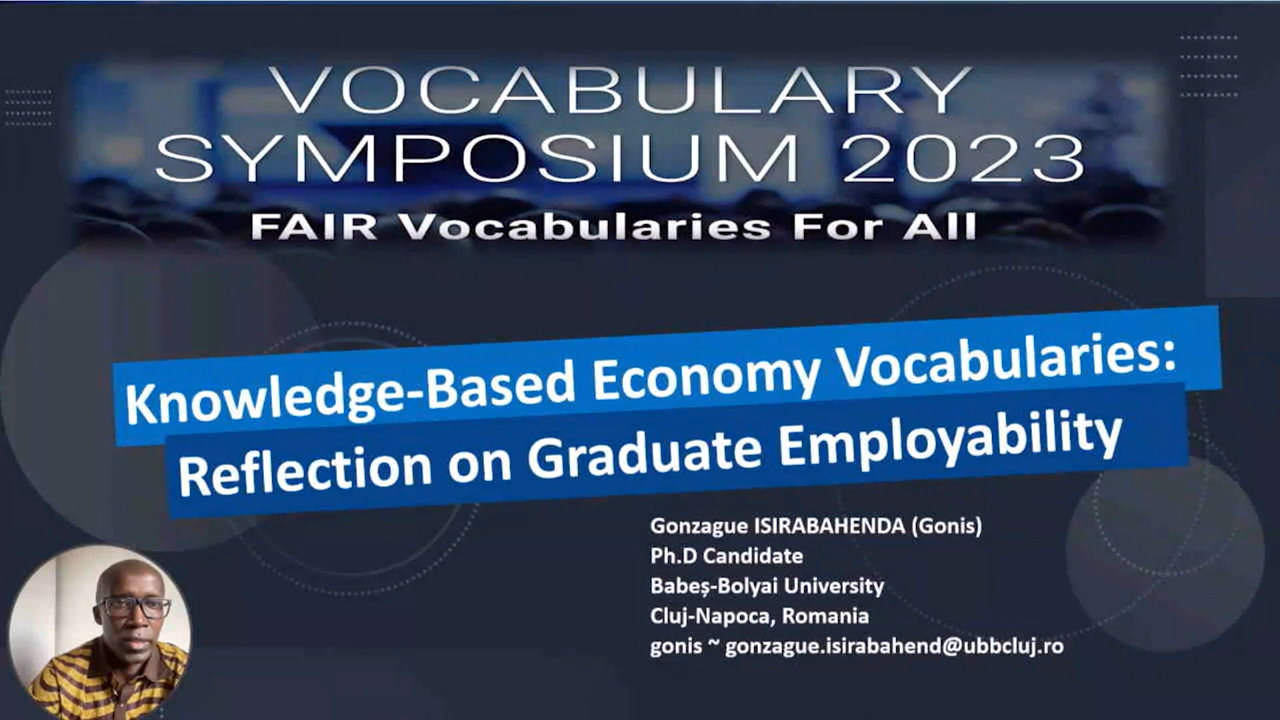 VOCABULARY
SYMPOSIUM 2023
FAIR Vocabularies For All
Knowledge-Based Economy Vocabularies:
Reflection on Graduate Employability
Gonzague ISIRABAHENDA (Gonis)
Ph.D Candidate
Babeș-Bolyai University
Cluj-Napoca, Romania
gonis ~ gonzague.isirabahend@ubbcluj.ro